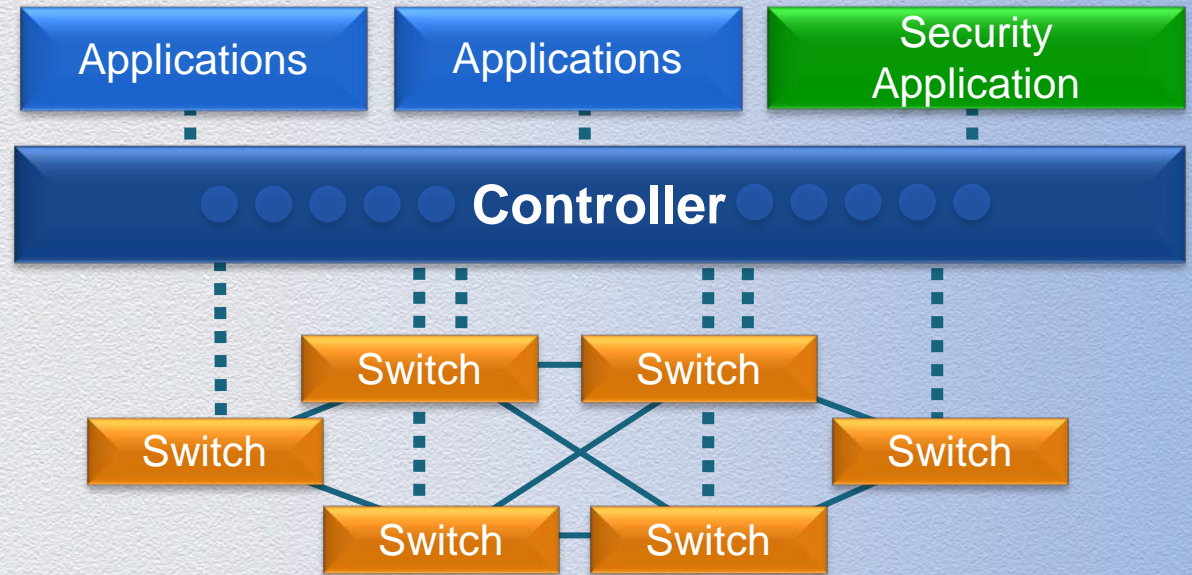 Applications
Applications
Security
Application
Controller
Switch
Switch
Switch
Switch
Switch
Switch